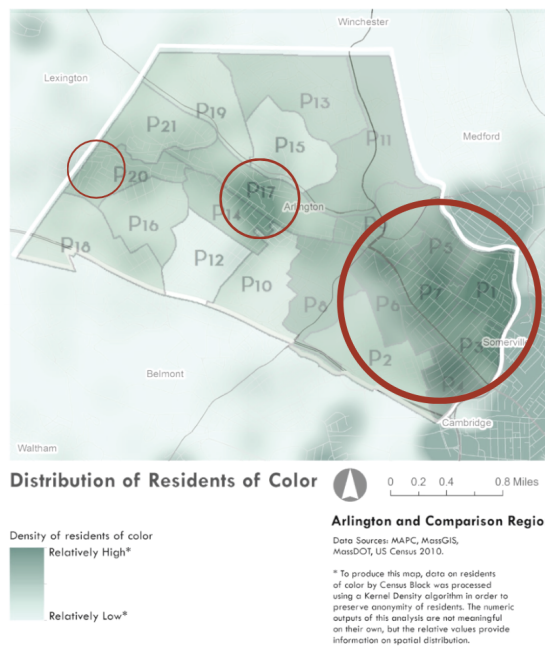 Winchester
Lexington
P13
P19
P21
P11
Medford
P15
P20
P17
P14
Arlington
P16
P9
P18
P5
P12
P10
P7
P1
P8
P6
P3
Somerville
P2
P4
Belmont
Cambridge
Waltham
Distribution of Residents of Color
0 0.2 0.4 0.8 Miles
Arlington and Comparison Regio
Data Sources: MAPC, MassGIS,
MassDOT, US Census 2010.
Density of residents of color
Relatively High*
Relatively Low*
* To produce this map, data on residents
of color by Census Block was processed
using a Kernel Density algorithm in order to
preserve anonymity of residents. The numeric
outputs of this analysis are not meaningful
on their own, but the relative values provide
information on spatial distribution.